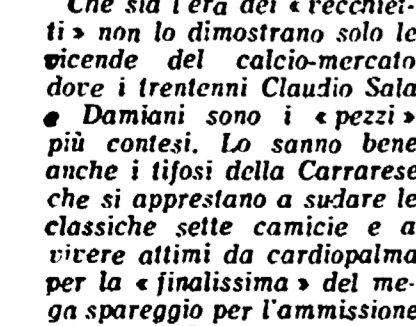 Che sia l'era dei « vecchiet-
ti » non lo dimostrano solo le
vicende del calcio-mercato
dove i trentenni Claudio Sala
e Damiani sono i « pezzi »
più contesi. Lo sanno bene
anche i tifosi della Carrarese
che si apprestano a sudare le
classiche sette camicie e a
vivere attimi da cardiopalma
per la « finalissima » del me-
ga spareggio per l'ammissione